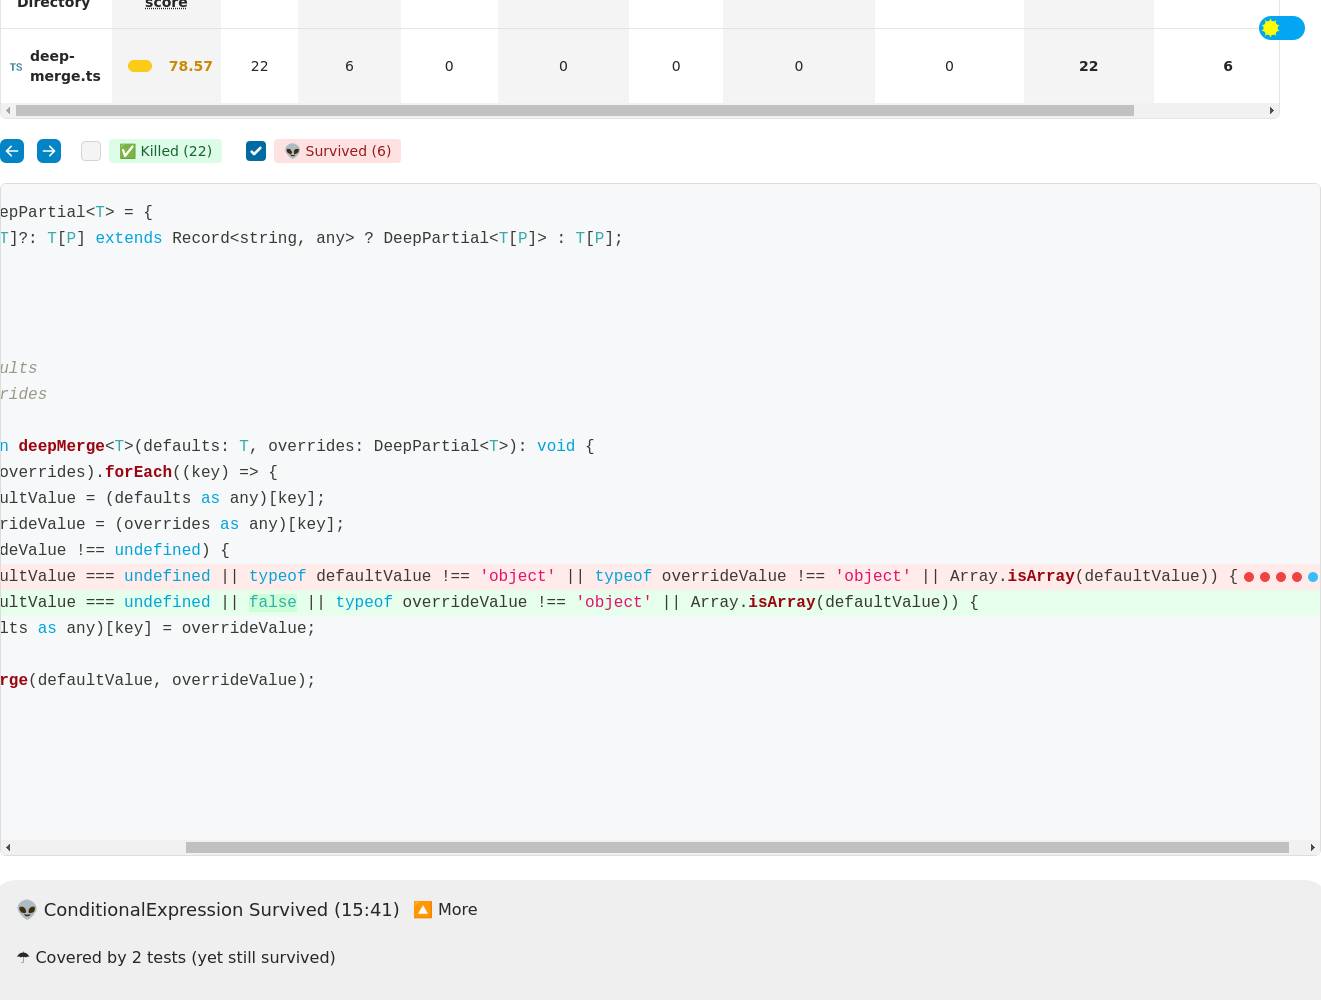 Directory score
TS deep-merge.ts 78.57 22 6 0 0 0 0 0 22 6
✅ Killed (22) 👽 Survived (6)
epPartial<T> = {
T]?: T[P] extends Record<string, any> ? DeepPartial<T[P]> : T[P];
ults
rides
n deepMerge<T>(defaults: T, overrides: DeepPartial<T>): void {
overrides).forEach((key) => {
ultValue = (defaults as any)[key];
rideValue = (overrides as any)[key];
deValue !== undefined) {
ultValue === undefined || typeof defaultValue !== 'object' || typeof overrideValue !== 'object' || Array.isArray(defaultValue)) {
ultValue === undefined || false || typeof overrideValue !== 'object' || Array.isArray(defaultValue)) {
lts as any)[key] = overrideValue;
rge(defaultValue, overrideValue);
👽 ConditionalExpression Survived (15:41) 🔼 More
☂ Covered by 2 tests (yet still survived)